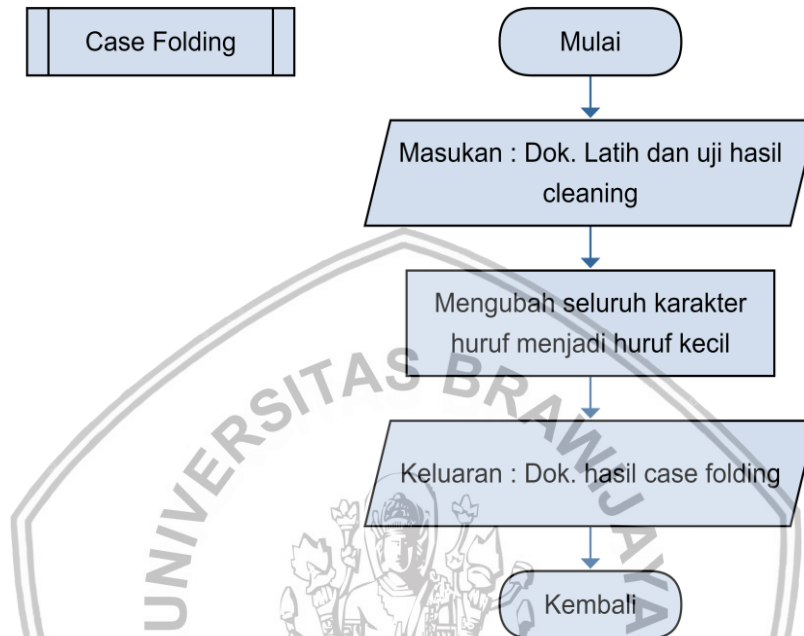 Case Folding
Mulai
Masukan : Dok. Latih dan uji hasil
cleaning
Mengubah seluruh karakter
huruf menjadi huruf kecil
Keluaran : Dok. hasil case folding
Kembali
UNIVERSITAS BRAWIJAYA